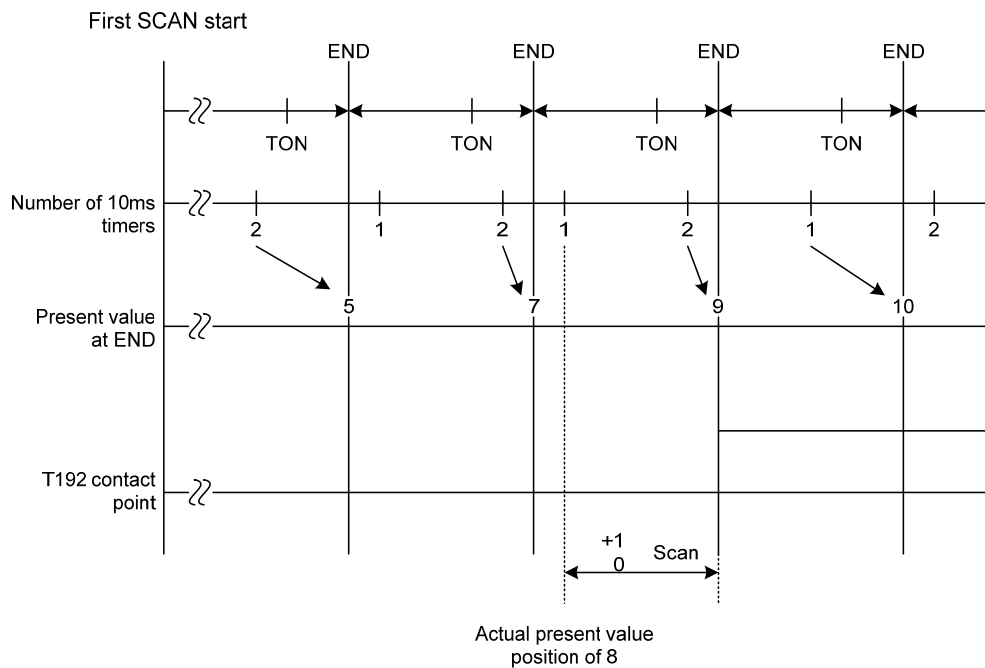 First SCAN start
END END END END
TON TON TON TON
Number of 10ms
timers
2 1 2 1 2 1 2
5 7 9 10
Present value
at END
T192 contact
point
+1
0 Scan
Actual present value
position of 8